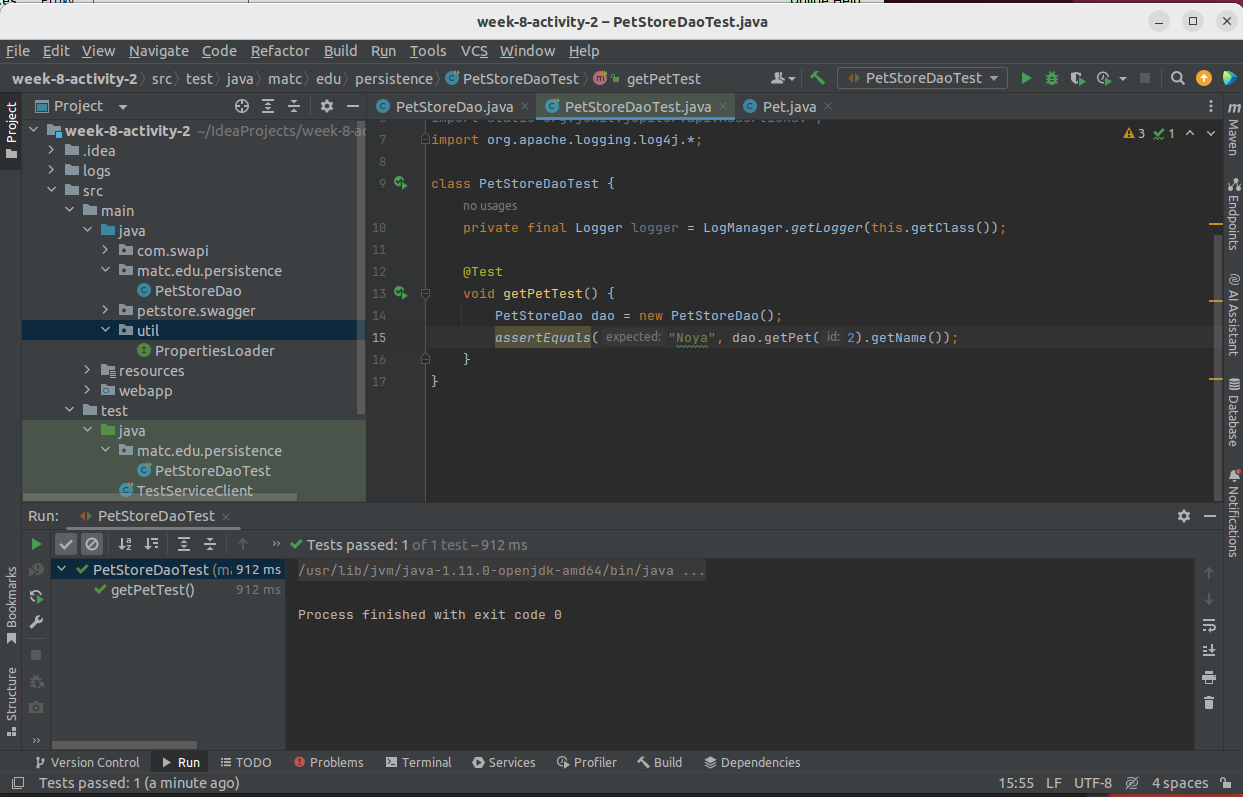 Proxy
Online Help
week-8-activity-2 – PetStoreDaoTest.java
File Edit View Navigate Code Refactor Build Run Tools VCS Window Help
week-8-activity-2 src test java matc edu persistence PetStoreDaoTest getPetTest PetStoreDaoTest
Project
PetStoreDao.java PetStoreDaoTest.java Pet.java
Project
week-8-activity-2 ~/IdeaProjects/week-8-ac
.idea
logs
src
main
java
com.swapi
matc.edu.persistence
PetStoreDao
petstore.swagger
util
PropertiesLoader
resources
webapp
test
java
matc.edu.persistence
PetStoreDaoTest
TestServiceClient
3 1
7 import org.apache.logging.log4j.*;
8
9 class PetStoreDaoTest {
no usages
10 private final Logger logger = LogManager.getLogger(this.getClass());
11
12 @Test
13 void getPetTest() {
14 PetStoreDao dao = new PetStoreDao();
15 assertEquals( expected: "Noya", dao.getPet( id: 2).getName());
16 }
17 }
Maven
Endpoints
AI Assistant
Database
Notifications
Run: PetStoreDaoTest
Tests passed: 1 of 1 test – 912 ms
PetStoreDaoTest (ma 912 ms
getPetTest() 912 ms
/usr/lib/jvm/java-1.11.0-openjdk-amd64/bin/java ...
Process finished with exit code 0
Bookmarks
Structure
Version Control Run TODO Problems Terminal Services Profiler Build Dependencies
Tests passed: 1 (a minute ago) 15:55 LF UTF-8 4 spaces